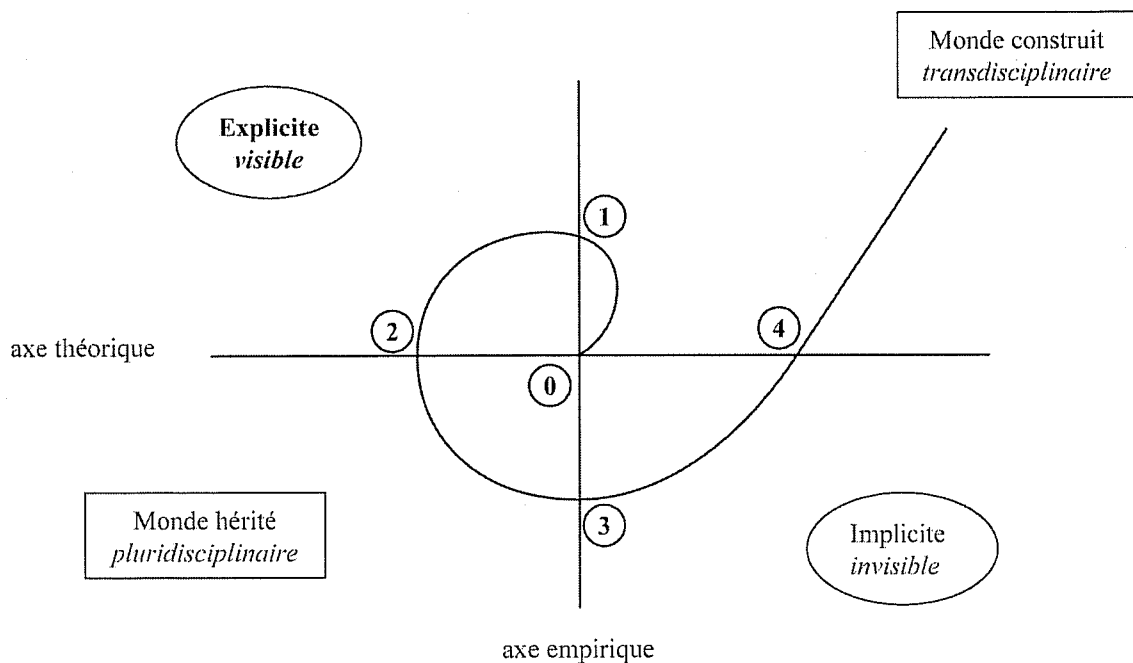 Monde construit
transdisciplinaire
Explicite
visible
1
2
4
axe théorique
0
Monde hérité
pluridisciplinaire
3
Implicite
invisible
axe empirique